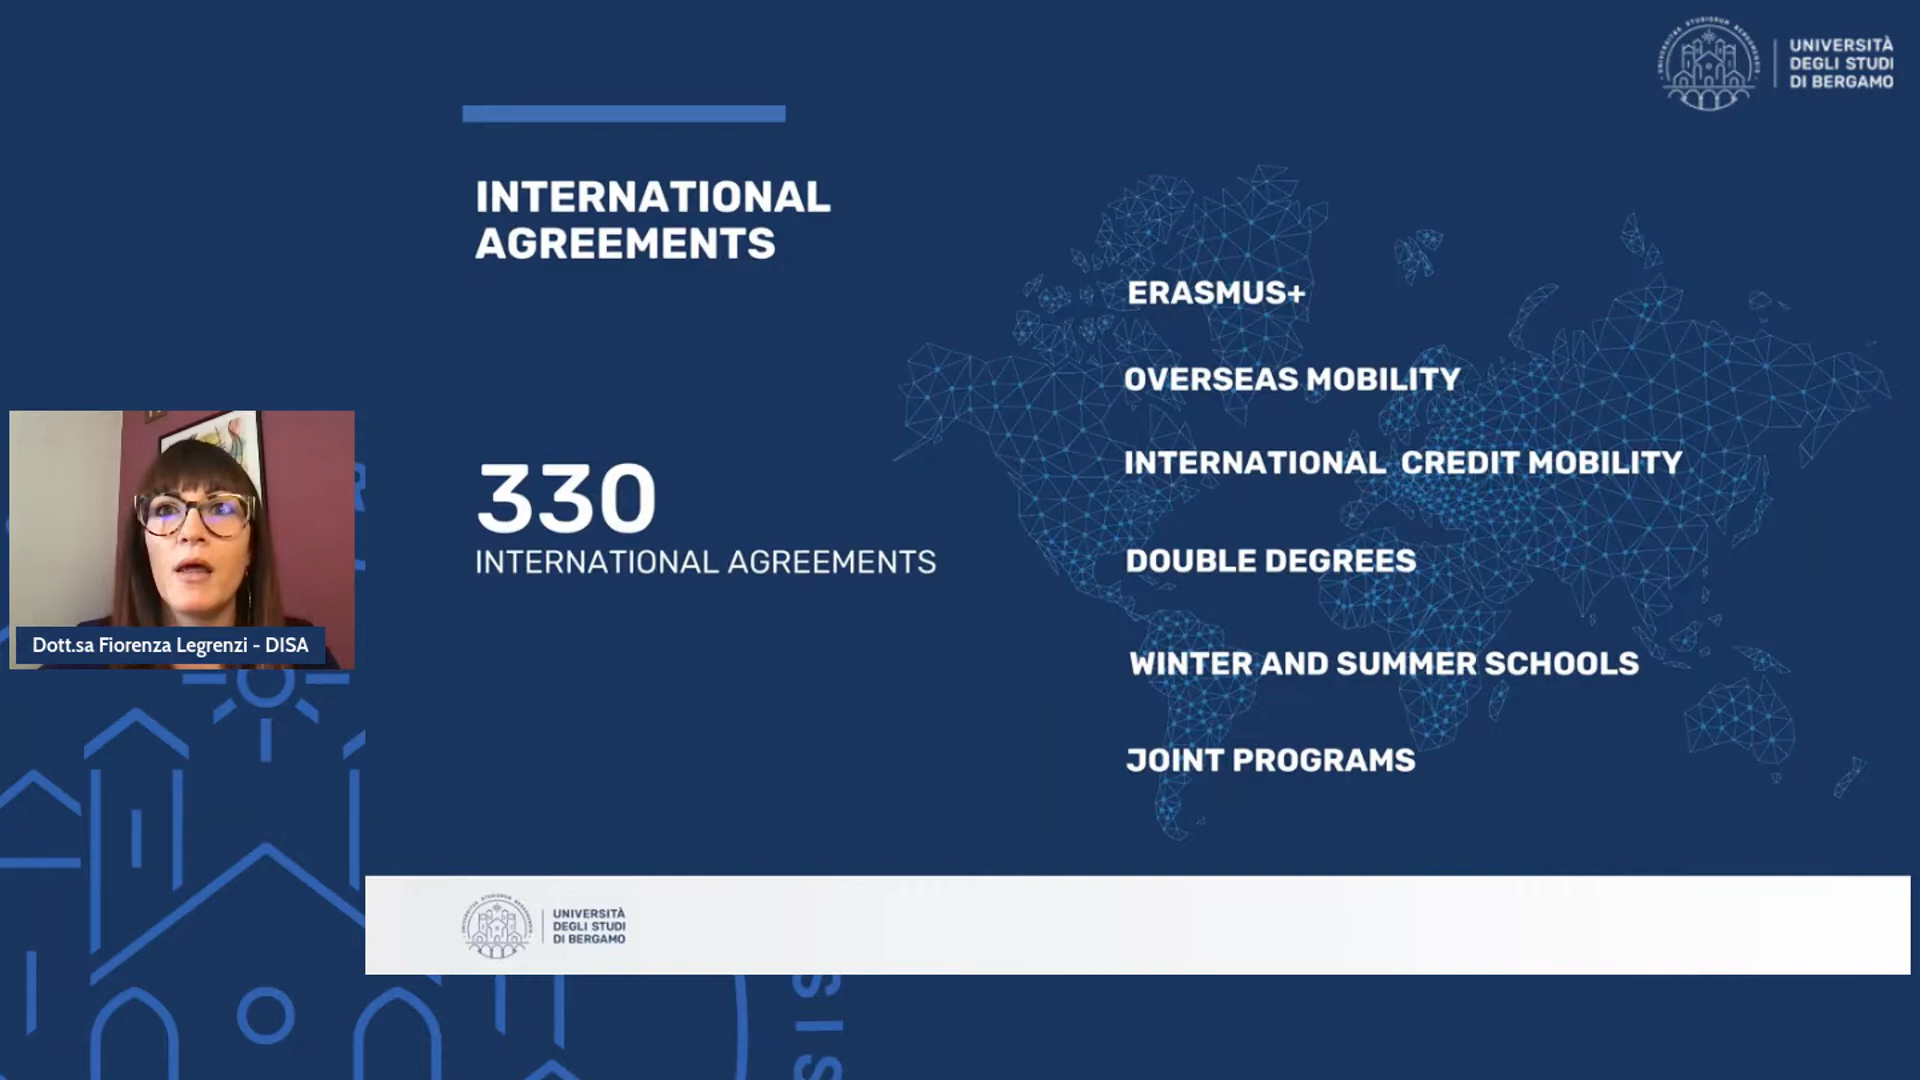 UNIVERSITÀ
DEGLI STUDI
DI BERGAMO
INTERNATIONAL
AGREEMENTS
330
INTERNATIONAL AGREEMENTS
ERASMUS+
OVERSEAS MOBILITY
INTERNATIONAL CREDIT MOBILITY
DOUBLE DEGREES
WINTER AND SUMMER SCHOOLS
JOINT PROGRAMS
Dott.sa Fiorenza Legrenzi - DISA
UNIVERSITÀ
DEGLI STUDI
DI BERGAMO